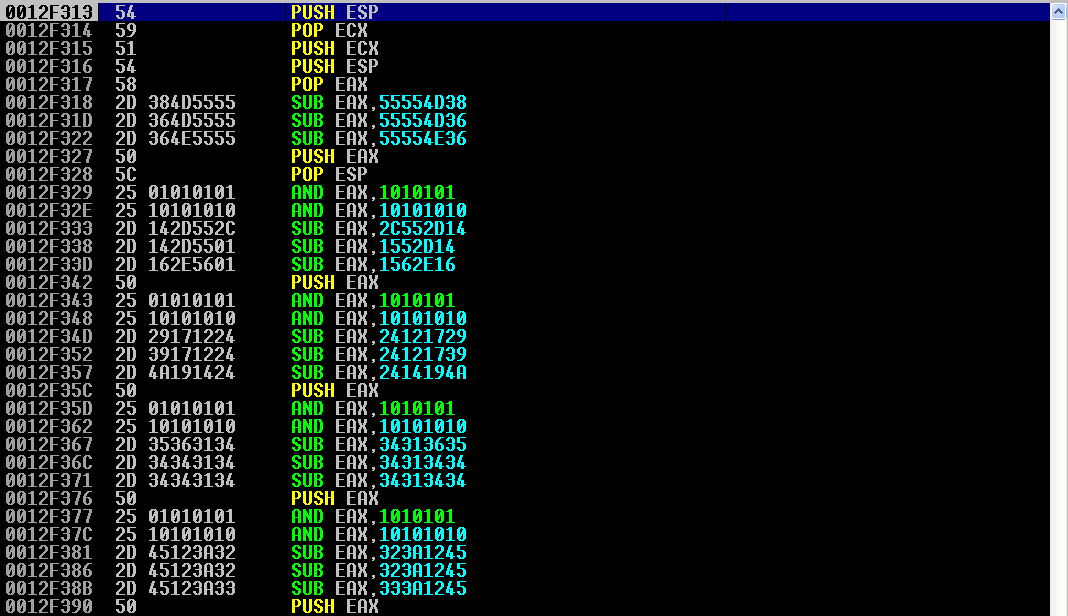 0012F313 54 PUSH ESP
0012F314 59 POP ECX
0012F315 51 PUSH ECX
0012F316 54 PUSH ESP
0012F317 58 POP EAX
0012F318 2D 384D5555 SUB EAX,55554D38
0012F31D 2D 364D5555 SUB EAX,55554D36
0012F322 2D 364E5555 SUB EAX,55554E36
0012F327 50 PUSH EAX
0012F328 5C POP ESP
0012F329 25 01010101 AND EAX,1010101
0012F32E 25 10101010 AND EAX,10101010
0012F333 2D 142D552C SUB EAX,2C552D14
0012F338 2D 142D5501 SUB EAX,1552D14
0012F33D 2D 162E5601 SUB EAX,1562E16
0012F342 50 PUSH EAX
0012F343 25 01010101 AND EAX,1010101
0012F348 25 10101010 AND EAX,10101010
0012F34D 2D 29171224 SUB EAX,24121729
0012F352 2D 39171224 SUB EAX,24121739
0012F357 2D 4A191424 SUB EAX,2414194A
0012F35C 50 PUSH EAX
0012F35D 25 01010101 AND EAX,1010101
0012F362 25 10101010 AND EAX,10101010
0012F367 2D 35363134 SUB EAX,34313635
0012F36C 2D 34343134 SUB EAX,34313434
0012F371 2D 34343134 SUB EAX,34313434
0012F376 50 PUSH EAX
0012F377 25 01010101 AND EAX,1010101
0012F37C 25 10101010 AND EAX,10101010
0012F381 2D 45123A32 SUB EAX,323A1245
0012F386 2D 45123A32 SUB EAX,323A1245
0012F38B 2D 45123A33 SUB EAX,333A1245
0012F390 50 PUSH EAX